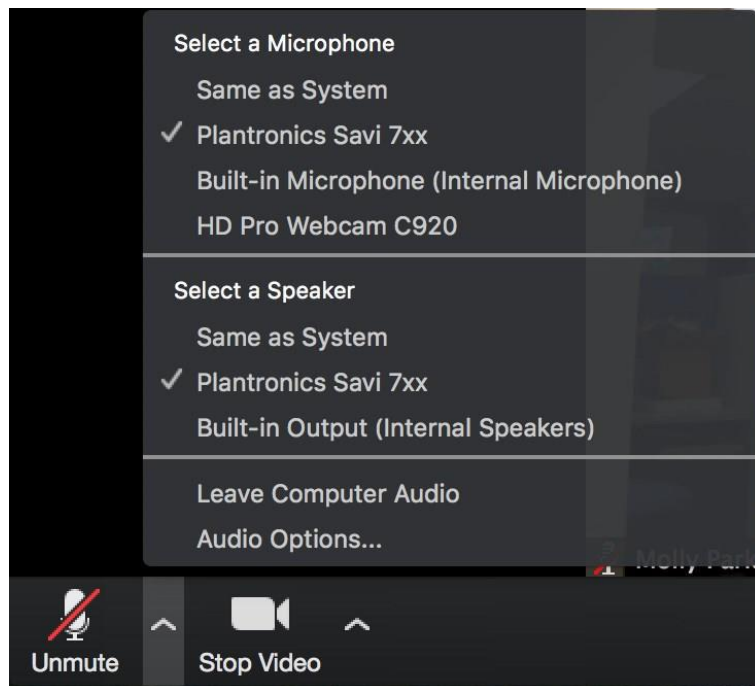 Select a Microphone
Same as System
Plantronics Savi 7xx
Built-in Microphone (Internal Microphone)
HD Pro Webcam C920
Select a Speaker
Same as System
Plantronics Savi 7xx
Built-in Output (Internal Speakers)
Leave Computer Audio
Audio Options...
Molly Park
Unmute
Stop Video